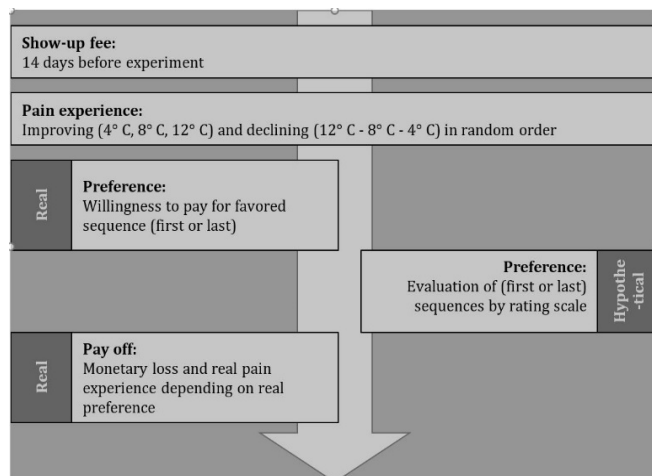 Show-up fee:
14 days before experiment
Pain experience:
Improving (4° C, 8° C, 12° C) and declining (12° C - 8° C - 4° C) in random order
Real
Preference:
Willingness to pay for favored
sequence (first or last)
Preference:
Evaluation of (first or last)
sequences by rating scale
Hypothe
-tical
Real
Pay off:
Monetary loss and real pain
experience depending on real
preference